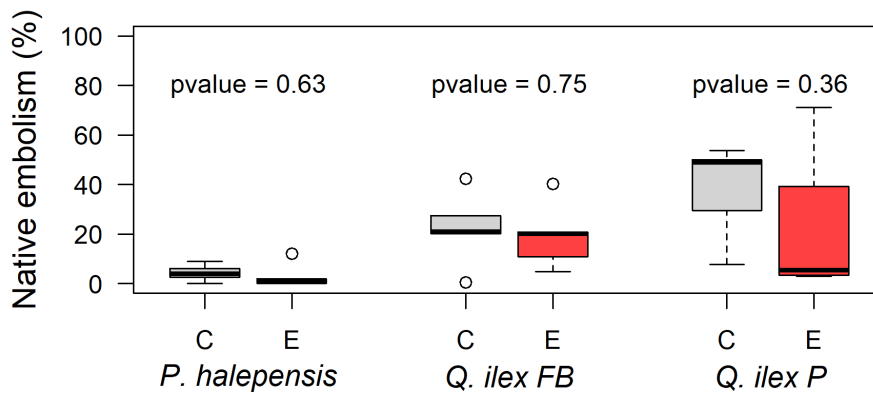 Native embolism (%)
100
80
60
40
20
0
pvalue = 0.63 pvalue = 0.75 pvalue = 0.36
C E C E C E
P. halepensis Q. ilex FB Q. ilex P